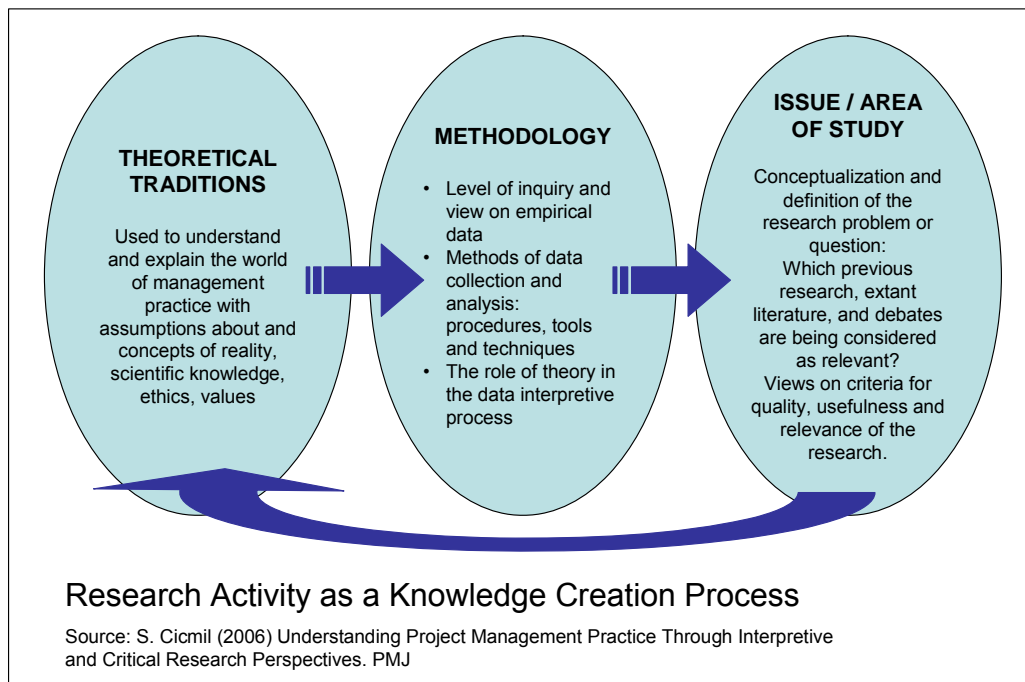 THEORETICAL
TRADITIONS
Used to understand
and explain the world
of management
practice with
assumptions about and
concepts of reality,
scientific knowledge,
ethics, values
METHODOLOGY
• Level of inquiry and
view on empirical
data
• Methods of data
collection and
analysis:
procedures, tools
and techniques
• The role of theory in
the data interpretive
process
ISSUE / AREA
OF STUDY
Conceptualization and
definition of the
research problem or
question:
Which previous
research, extant
literature, and debates
are being considered
as relevant?
Views on criteria for
quality, usefulness and
relevance of the
research.
Research Activity as a Knowledge Creation Process
Source: S. Cicmil (2006) Understanding Project Management Practice Through Interpretive
and Critical Research Perspectives. PMJ